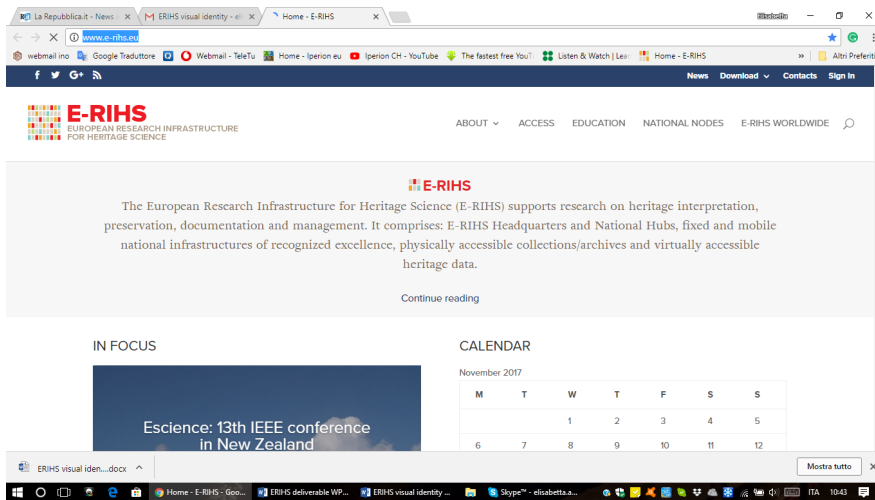 La Repubblica.it - News
ERIHS visual identity - eli
Home - E-RIHS
Elisabetta
www.e-rihs.eu
webmail ino
Google Traduttore
Webmail - TeleTu
Home - Iperion eu
Iperion CH - YouTube
The fastest free YouT
Listen & Watch | Lear
Home - E-RIHS
»
Altri Preferiti
f
G+
News
Download
Contacts
Sign In
E-RIHS
EUROPEAN RESEARCH INFRASTRUCTURE
FOR HERITAGE SCIENCE
ABOUT
ACCESS
EDUCATION
NATIONAL NODES
E-RIHS WORLDWIDE
E-RIHS
The European Research Infrastructure for Heritage Science (E-RIHS) supports research on heritage interpretation,
preservation, documentation and management. It comprises: E-RIHS Headquarters and National Hubs, fixed and mobile
national infrastructures of recognized excellence, physically accessible collections/archives and virtually accessible
heritage data.
Continue reading
IN FOCUS
Escience: 13th IEEE conference
in New Zealand
CALENDAR
November 2017
M T W T F S S
1 2 3 4 5
6 7 8 9 10 11 12
ERIHS visual iden....docx
Mostra tutto
Home - E-RIHS - Goo...
ERIHS deliverable WP...
ERIHS visual identity ...
Skype™ - elisabetta.a...
ITA
10:43